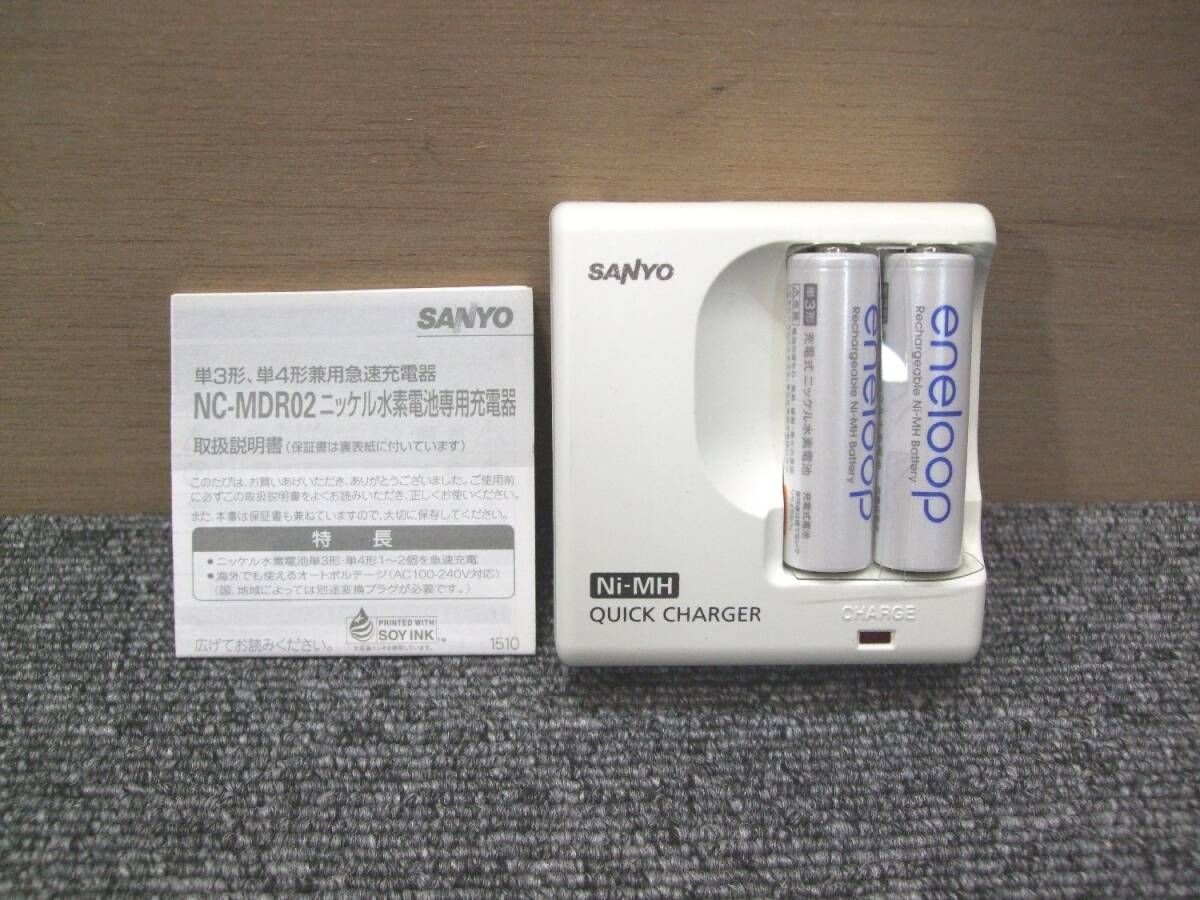 SANYO
単3形、単4形兼用急速充電器
NC-MDR02 ニッケル水素電池専用充電器
取扱説明書(保証書は裏表紙に付いています)
このたびは、お買いあげいただき、ありがとうございました。ご使用前
に必ずこの取扱説明書をよくお読みいただき、正しくお使いください。
また、本書は保証書も兼ねていますので、大切に保存してください。
特 長
●ニッケル水素電池単3形・単4形1〜2個を急速充電
●海外でも使えるオートボルテージ(AC100-240V対応)
(国、地域によっては別途変換プラグが必要です。)
PRINTED WITH
SOY INK
広げてお読みください。
1510
SANYO
Ni-MH
QUICK CHARGER
CHARGE
単3形 充電式ニッケル水素電池
eneloop
Rechargeable Ni-MH Battery
eneloop
Rechargeable Ni-MH Battery